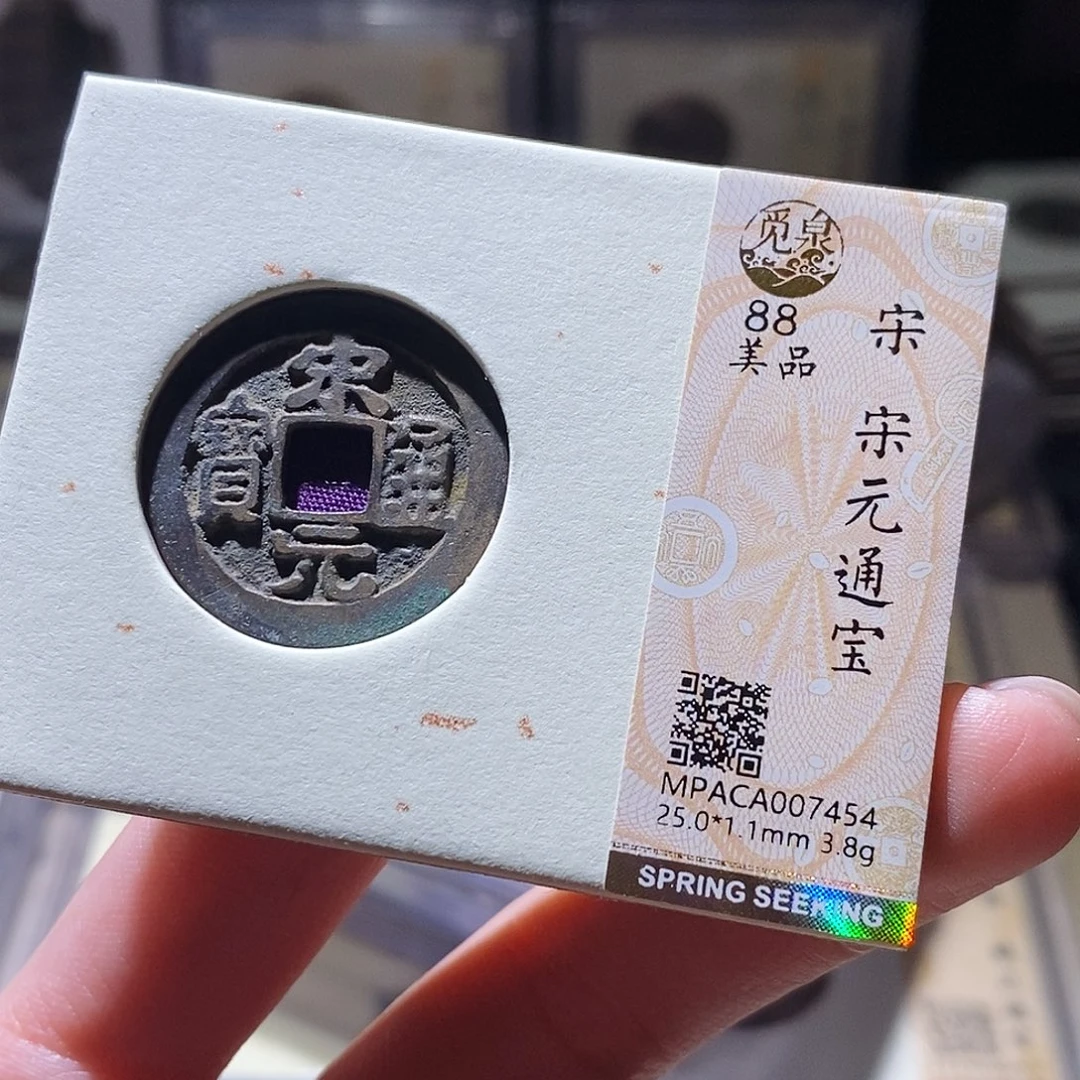 宋
元
通
寳
觅泉
88
美品
宋
宋元通宝
MPACA007454
25.0*1.1mm 3.8g
SPRING SEEKING